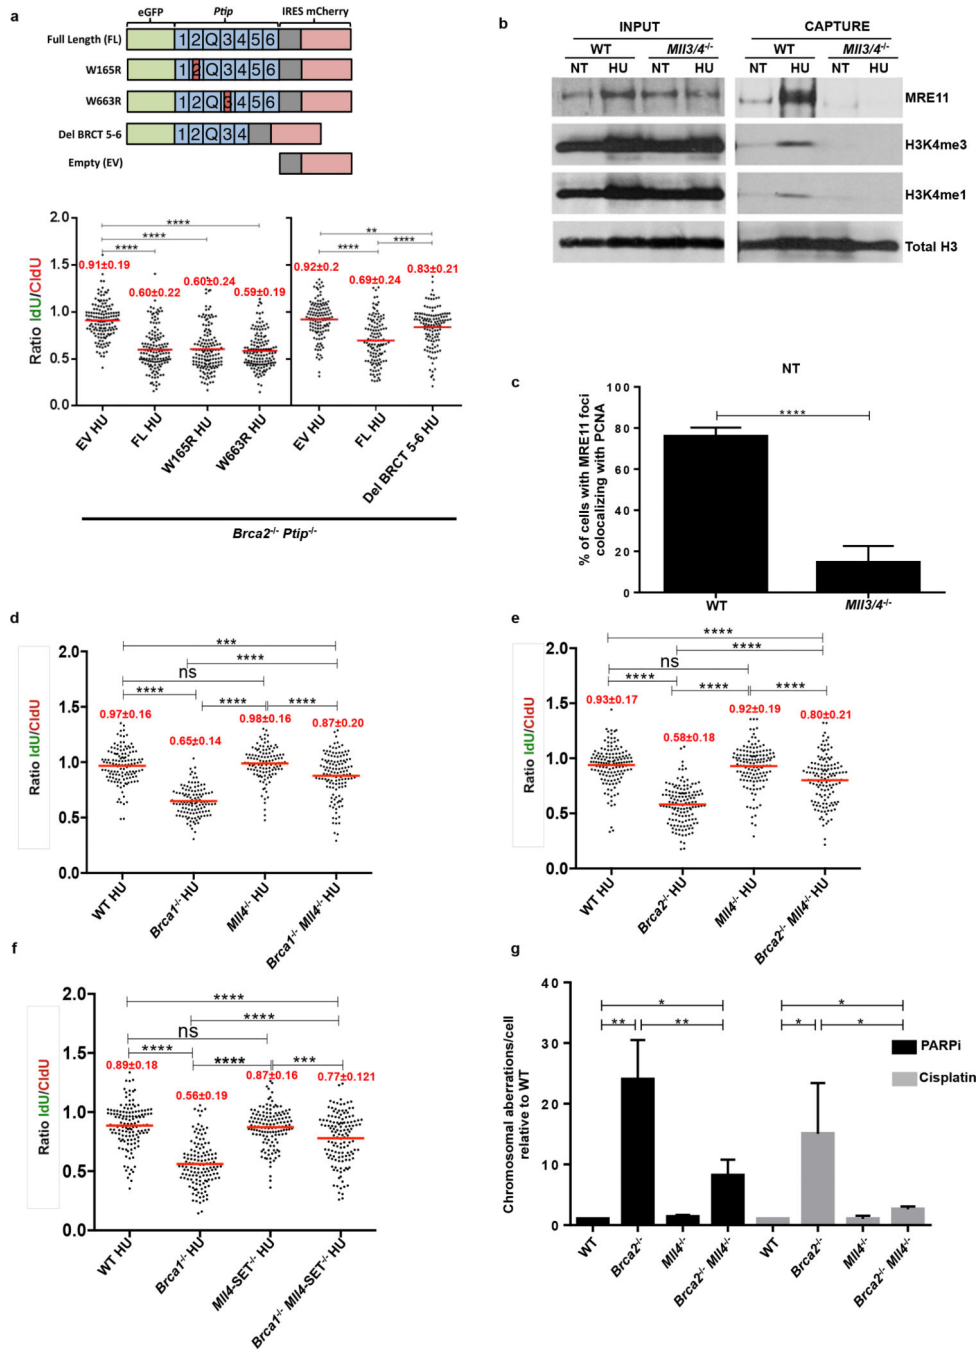 a
eGFP Ptip IRES mCherry
Full Length (FL) 1 2 Q 3 4 5 6
W165R 1 2 Q 3 4 5 6
W663R 1 2 Q 3 4 5 6
Del BRCT 5-6 1 2 Q 3 4
Empty (EV)
Ratio IdU/CldU
2.0
1.5
1.0
0.5
0.0
**** **
**** ****
**** ****
0.91±0.19 0.60±0.22 0.60±0.24 0.59±0.19 0.92±0.2 0.69±0.24 0.83±0.21
EV HU FL HU W165R HU W663R HU EV HU FL HU Del BRCT 5-6 HU
Brca2-/- Ptip-/-
b
INPUT CAPTURE
WT Mll3/4-/- WT Mll3/4-/-
NT HU NT HU NT HU NT HU
MRE11
H3K4me3
H3K4me1
Total H3
c
NT
% of cells with MRE11 foci
colocalizing with PCNA
100
80
60
40
20
0
****
WT Mll3/4-/-
d
Ratio IdU/CldU
2.0
1.5
1.0
0.5
0.0
***
****
ns
**** **** ****
0.97±0.16 0.65±0.14 0.98±0.16 0.87±0.20
WT HU Brca1-/- HU Mll4-/- HU Brca1-/- Mll4-/- HU
e
Ratio IdU/CldU
2.0
1.5
1.0
0.5
0.0
****
****
ns
**** **** ****
0.93±0.17 0.58±0.18 0.92±0.19 0.80±0.21
WT HU Brca2-/- HU Mll4-/- HU Brca2-/- Mll4-/- HU
f
Ratio IdU/CldU
2.0
1.5
1.0
0.5
0.0
****
****
ns
**** **** ***
0.89±0.18 0.56±0.19 0.87±0.16 0.77±0.121
WT HU Brca1-/- HU Mll4-SET-/- HU Brca1-/- Mll4-SET-/- HU
g
Chromosomal aberrations/cell
relative to WT
40
30
20
10
0
* *
** ** * *
PARPi
Cisplatin
WT Brca2-/- Mll4-/- Brca2-/- Mll4-/- WT Brca2-/- Mll4-/- Brca2-/- Mll4-/-